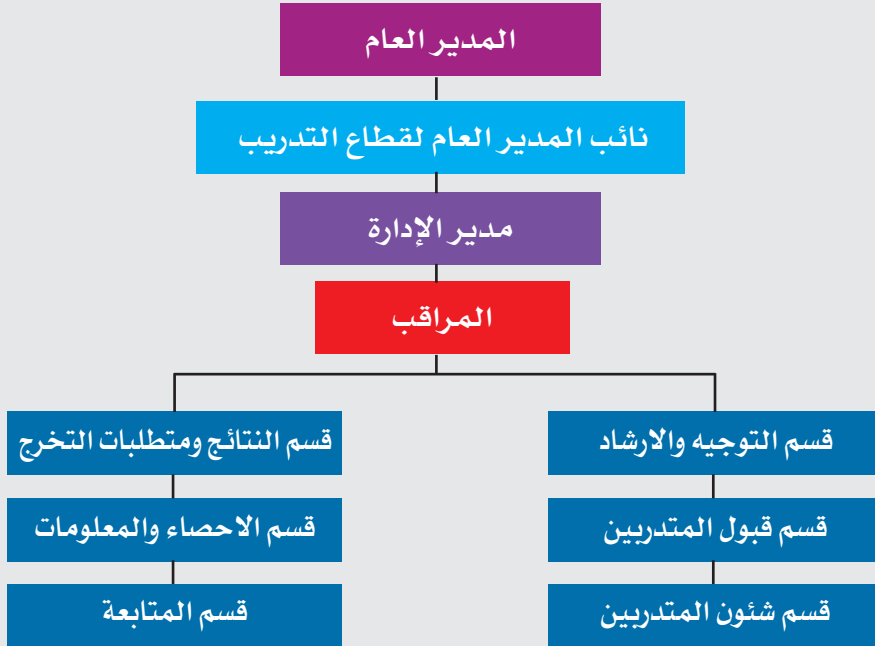 المدير العام
نائب المدير العام لقطاع التدريب
مدير الإدارة
المراقب
قسم التوجيه والارشاد
قسم النتائج ومتطلبات التخرج
قسم قبول المتدربين
قسم الاحصاء والمعلومات
قسم شئون المتدربين
قسم المتابعة